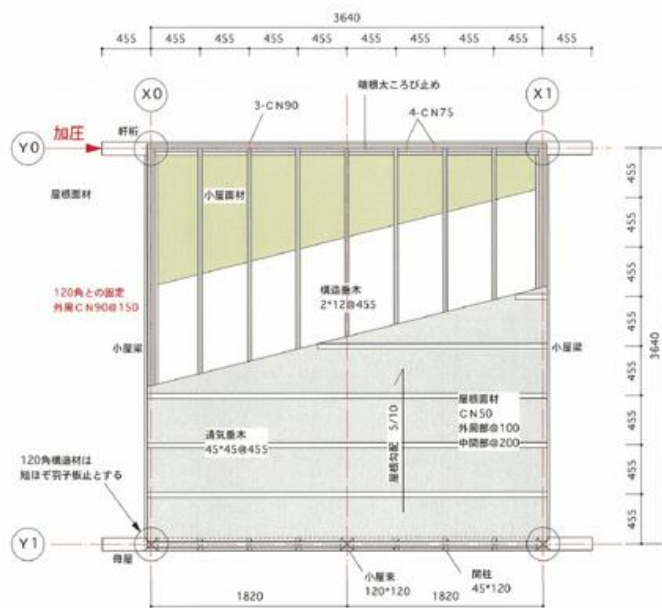 3640
455 455 455 455 455 455 455 455 455 455
X0
X1
端根太ころび止め
3-CN90
4-CN75
加圧
軒桁
Y0
屋根面材
小屋面材
455
455
455
455
455
455
455
455
3640
120角との固定
外周CN90@150
構造垂木
2*12@455
小屋梁
小屋梁
屋根勾配 5/10
屋根面材
CN50
外周部@100
中間部@200
通気垂木
45*45@455
120角構造材は
短ほぞ羽子板止とする
Y1
母屋
小屋束
120*120
間柱
45*120
1820
1820